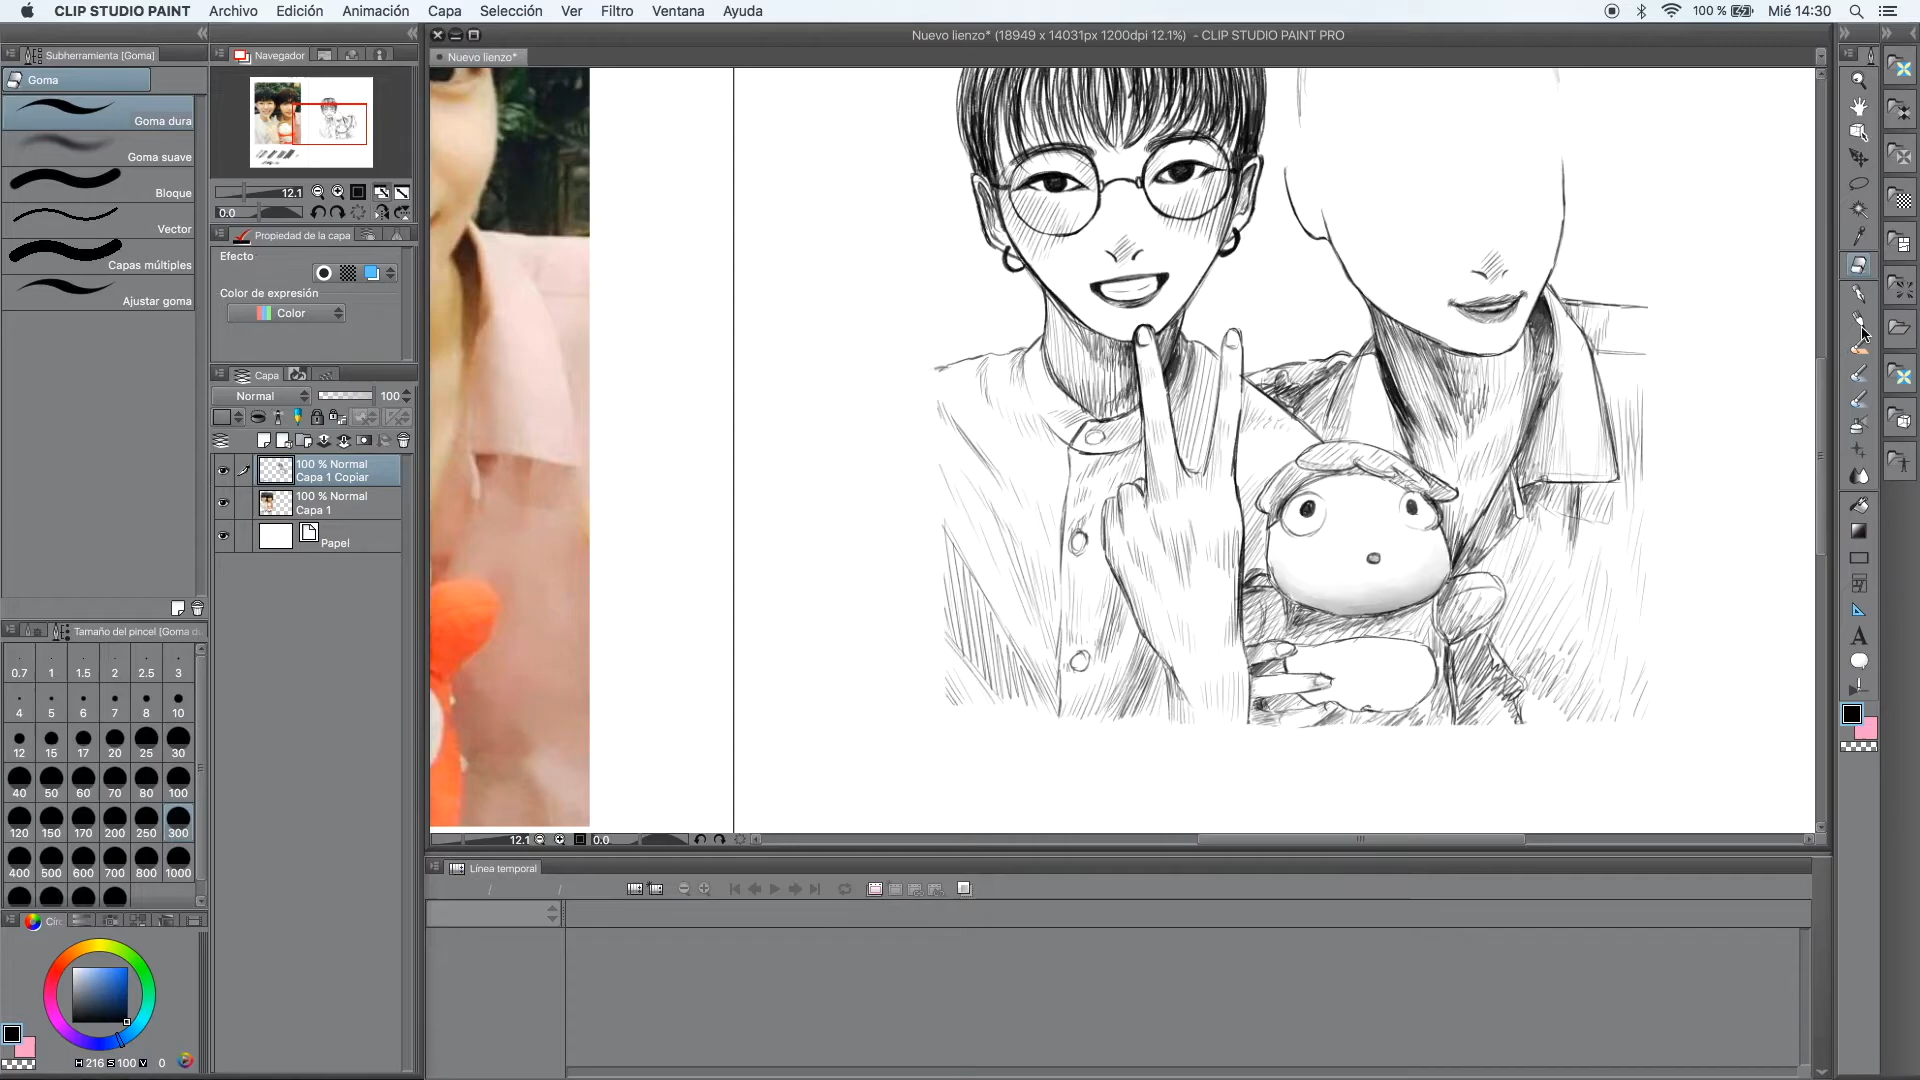 CLIP STUDIO PAINT Archivo Edición Animación Capa Selección Ver Filtro Ventana Ayuda 100 % Mié 14:30
Nuevo lienzo* (18949 x 14031px 1200dpi 12.1%) - CLIP STUDIO PAINT PRO
Subherramienta [Goma]
Goma
Goma dura
Goma suave
Bloque
Vector
Capas múltiples
Ajustar goma
Tamaño del pincel [Goma d
0.7 1 1.5 2 2.5 3
4 5 6 7 8 10
12 15 17 20 25 30
40 50 60 70 80 100
120 150 170 200 250 300
400 500 600 700 800 1000
Cír
H 216 S 100 V 0
Navegador
12.1
0.0
Propiedad de la capa
Efecto
Color de expresión
Color
Capa
Normal 100
100 % Normal
Capa 1 Copiar
100 % Normal
Capa 1
Papel
Nuevo lienzo*
12.1 0.0
Línea temporal
/ /
A